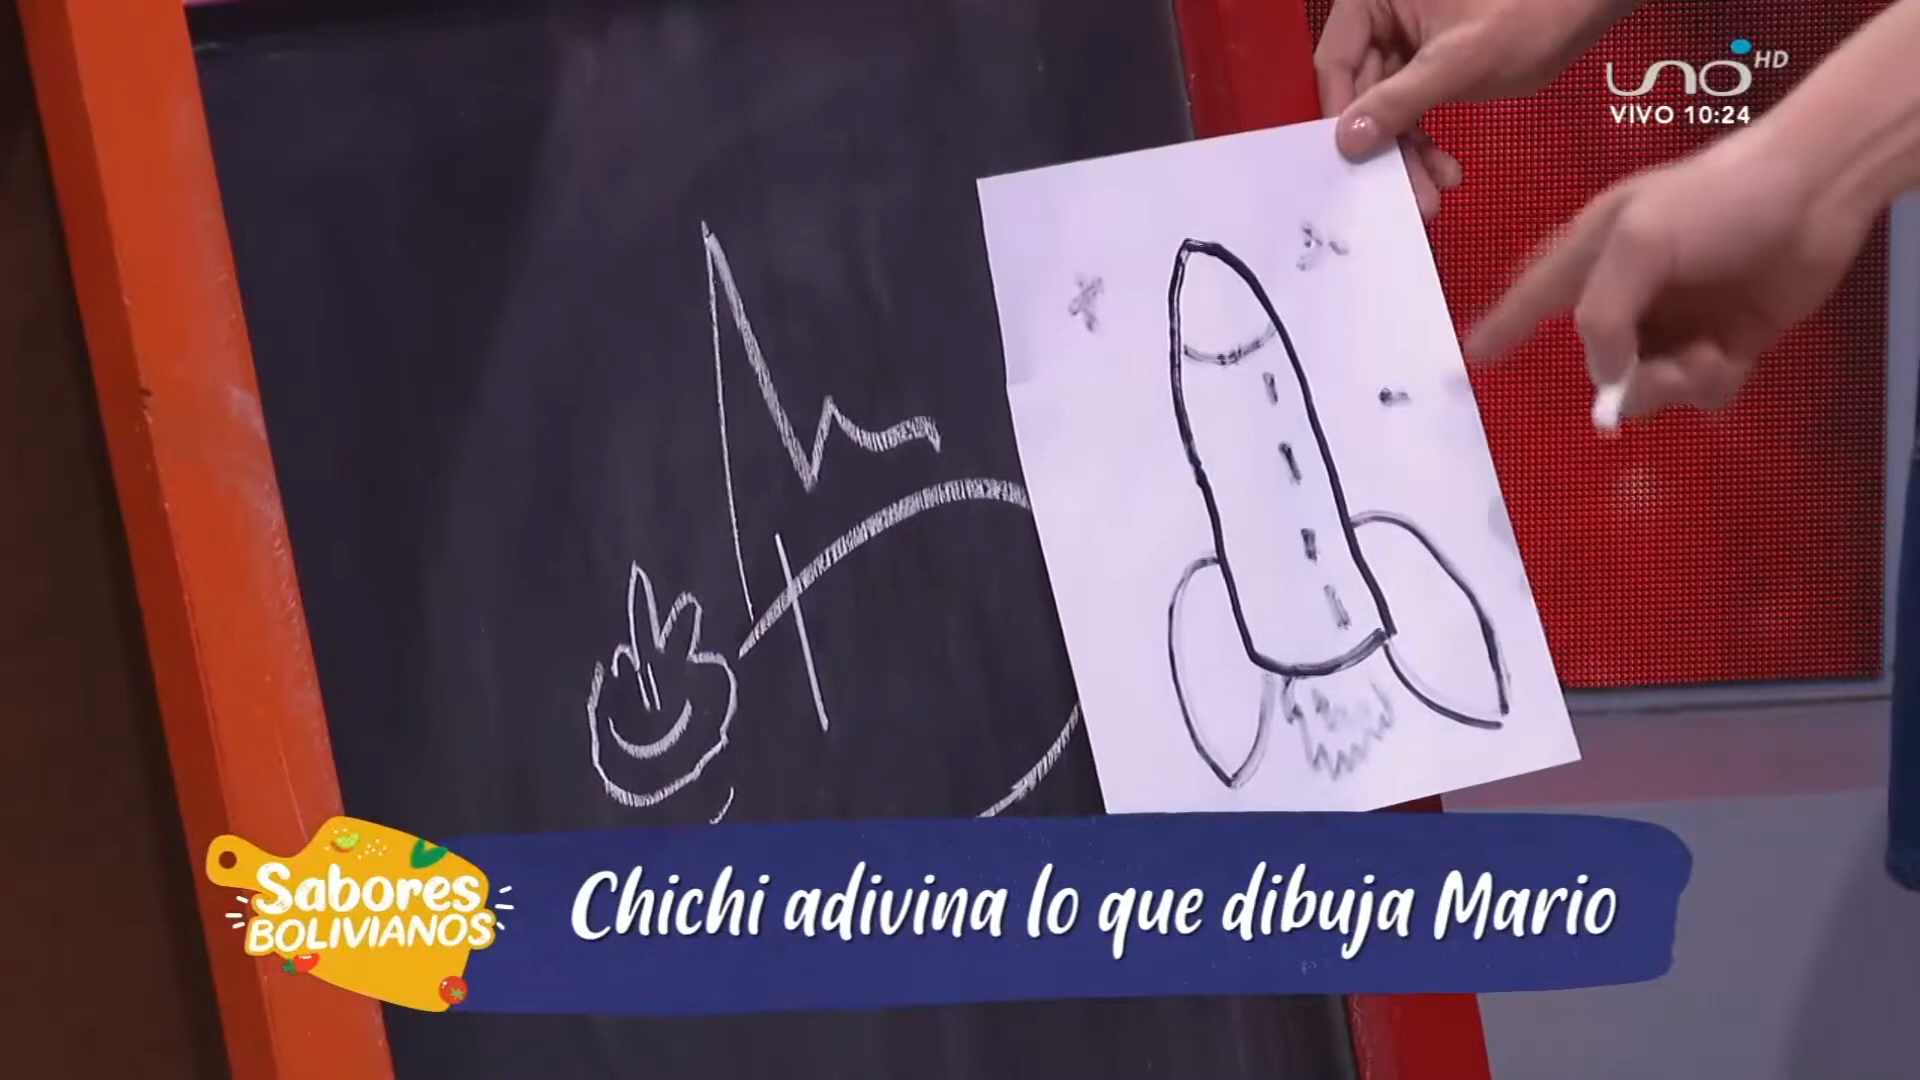 UNO HD
VIVO 10:24
Sabores
BOLIVIANOS
Chichi adivina lo que dibuja Mario